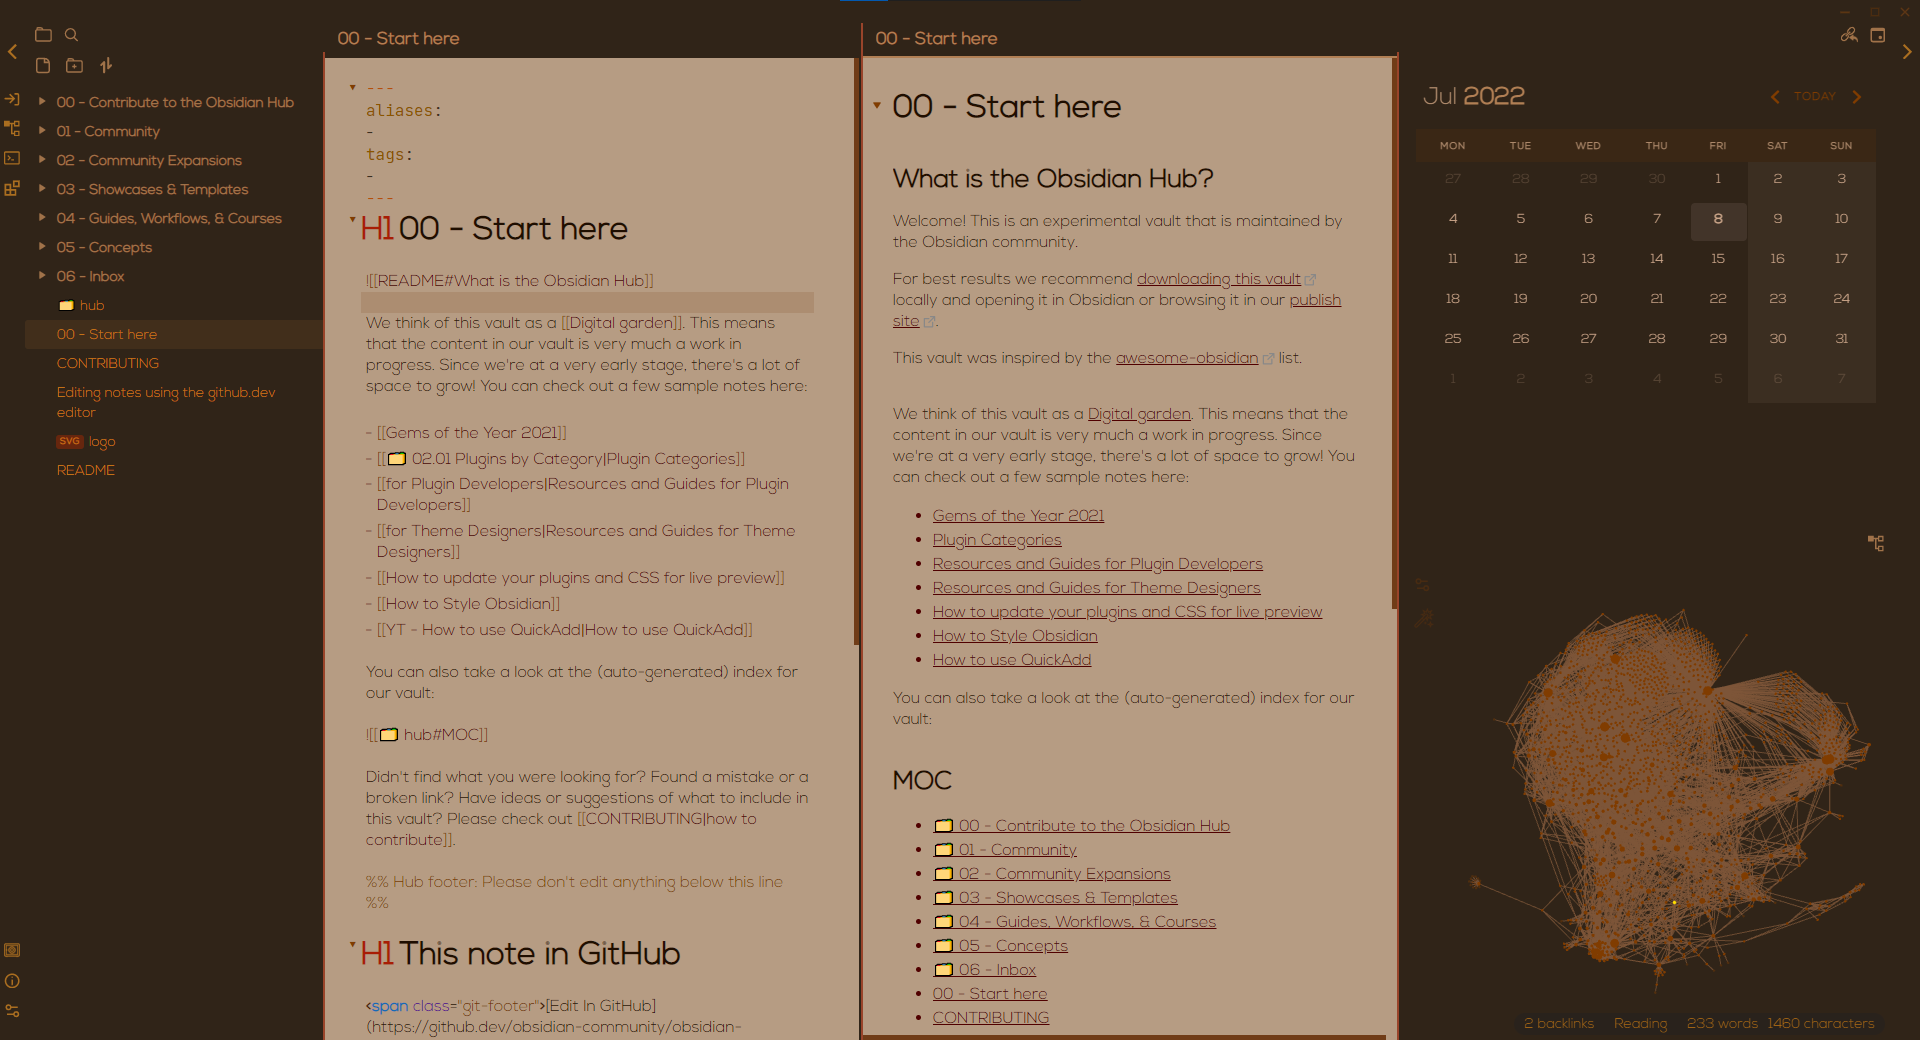 00 - Contribute to the Obsidian Hub
01 - Community
02 - Community Expansions
03 - Showcases & Templates
04 - Guides, Workflows, & Courses
05 - Concepts
06 - Inbox
hub
00 - Start here
CONTRIBUTING
Editing notes using the github.dev
editor
SVG logo
README
00 - Start here
---
aliases:
-
tags:
-
---
H1 00 - Start here
![[README#What is the Obsidian Hub]]
We think of this vault as a [[Digital garden]]. This means
that the content in our vault is very much a work in
progress. Since we're at a very early stage, there's a lot of
space to grow! You can check out a few sample notes here:
- [[Gems of the Year 2021]]
- [[🗂️ 02.01 Plugins by Category|Plugin Categories]]
- [[for Plugin Developers|Resources and Guides for Plugin
Developers]]
- [[for Theme Designers|Resources and Guides for Theme
Designers]]
- [[How to update your plugins and CSS for live preview]]
- [[How to Style Obsidian]]
- [[YT - How to use QuickAdd|How to use QuickAdd]]
You can also take a look at the (auto-generated) index for
our vault:
![[🗂️ hub#MOC]]
Didn't find what you were looking for? Found a mistake or a
broken link? Have ideas or suggestions of what to include in
this vault? Please check out [[CONTRIBUTING|how to
contribute]].
%% Hub footer: Please don't edit anything below this line
%%
H1 This note in GitHub
<span class="git-footer">[Edit In GitHub]
(https://github.dev/obsidian-community/obsidian-
00 - Start here
00 - Start here
What is the Obsidian Hub?
Welcome! This is an experimental vault that is maintained by
the Obsidian community.
For best results we recommend downloading this vault
locally and opening it in Obsidian or browsing it in our publish
site.
This vault was inspired by the awesome-obsidian list.
We think of this vault as a Digital garden. This means that the
content in our vault is very much a work in progress. Since
we're at a very early stage, there's a lot of space to grow! You
can check out a few sample notes here:
• Gems of the Year 2021
• Plugin Categories
• Resources and Guides for Plugin Developers
• Resources and Guides for Theme Designers
• How to update your plugins and CSS for live preview
• How to Style Obsidian
• How to use QuickAdd
You can also take a look at the (auto-generated) index for our
vault:
MOC
• 🗂️ 00 - Contribute to the Obsidian Hub
• 🗂️ 01 - Community
• 🗂️ 02 - Community Expansions
• 🗂️ 03 - Showcases & Templates
• 🗂️ 04 - Guides, Workflows, & Courses
• 🗂️ 05 - Concepts
• 🗂️ 06 - Inbox
• 00 - Start here
• CONTRIBUTING
Jul 2022 TODAY
MON TUE WED THU FRI SAT SUN
27 28 29 30 1 2 3
4 5 6 7 8 9 10
11 12 13 14 15 16 17
18 19 20 21 22 23 24
25 26 27 28 29 30 31
1 2 3 4 5 6 7
2 backlinks Reading 233 words 1460 characters